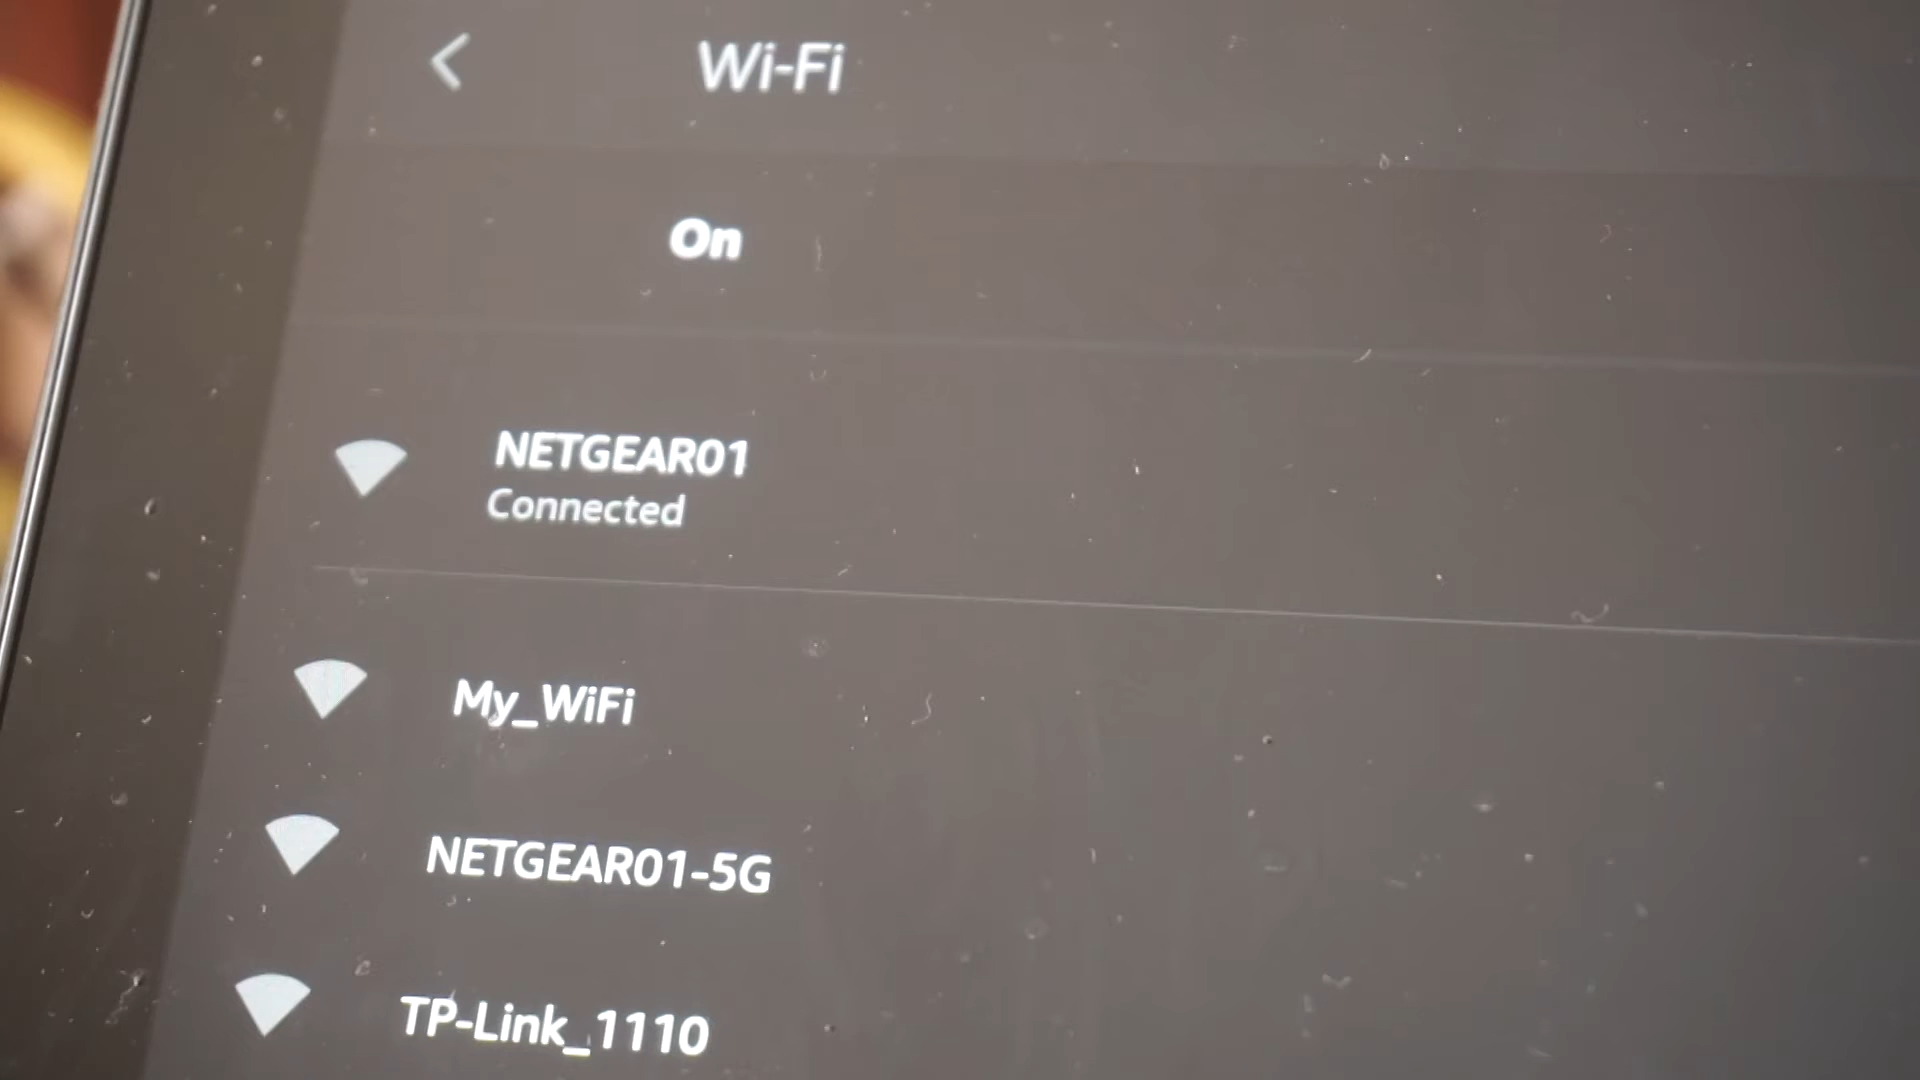 Wi-Fi
On
NETGEAR01
Connected
My_WiFi
NETGEAR01-5G
TP-Link_1110